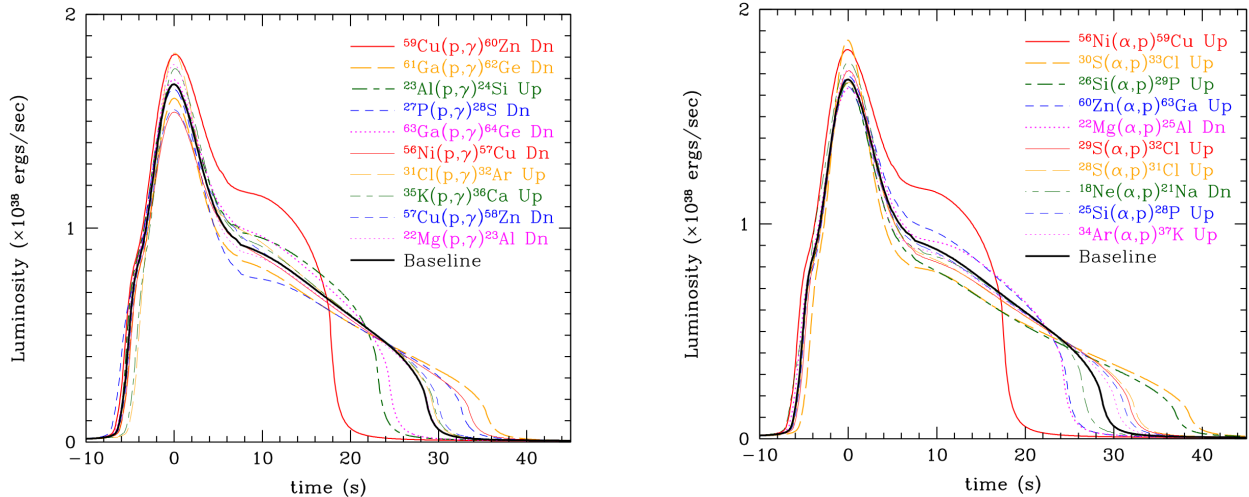 2
1
0
−10
0
10
20
30
40
time (s)
Luminosity (×10³⁸ ergs/sec)
⁵⁹Cu(p,γ)⁶⁰Zn Dn
⁶¹Ga(p,γ)⁶²Ge Dn
²³Al(p,γ)²⁴Si Up
²⁷P(p,γ)²⁸S Dn
⁶³Ga(p,γ)⁶⁴Ge Dn
⁵⁶Ni(p,γ)⁵⁷Cu Dn
³¹Cl(p,γ)³²Ar Up
³⁵K(p,γ)³⁶Ca Up
⁵⁷Cu(p,γ)⁵⁸Zn Dn
²²Mg(p,γ)²³Al Dn
Baseline
2
1
0
−10
0
10
20
30
40
time (s)
Luminosity (×10³⁸ ergs/sec)
⁵⁶Ni(α,p)⁵⁹Cu Up
³⁰S(α,p)³³Cl Up
²⁶Si(α,p)²⁹P Up
⁶⁰Zn(α,p)⁶³Ga Up
²²Mg(α,p)²⁵Al Dn
²⁹S(α,p)³²Cl Up
²⁸S(α,p)³¹Cl Up
¹⁸Ne(α,p)²¹Na Dn
²⁵Si(α,p)²⁸P Up
³⁴Ar(α,p)³⁷K Up
Baseline